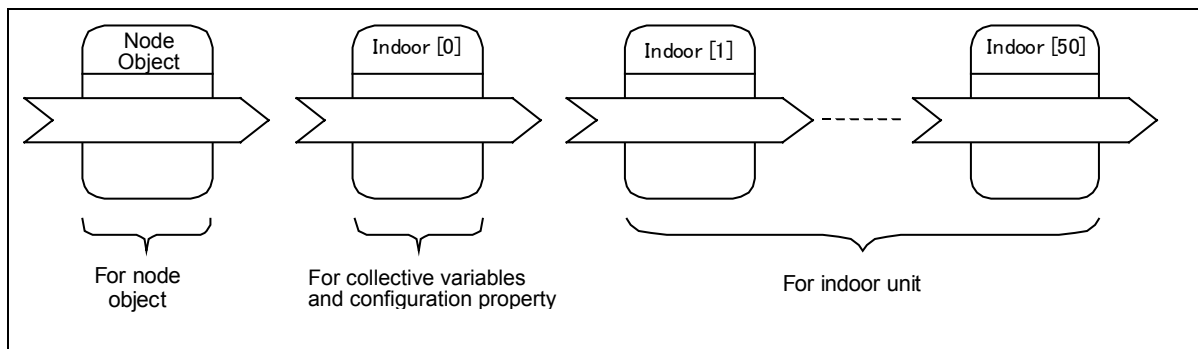 Node
Object
Indoor [0]
Indoor [1]
Indoor [50]
For node
object
For collective variables
and configuration property
For indoor unit